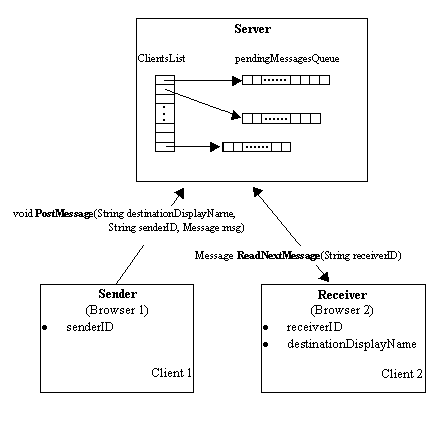 Server
ClientsList
pendingMessagesQueue
void PostMessage(String destinationDisplayName,
String senderID, Message msg)
Message ReadNextMessage(String receiverID)
Sender
(Browser 1)
• senderID
Client 1
Receiver
(Browser 2)
• receiverID
• destinationDisplayName
Client 2